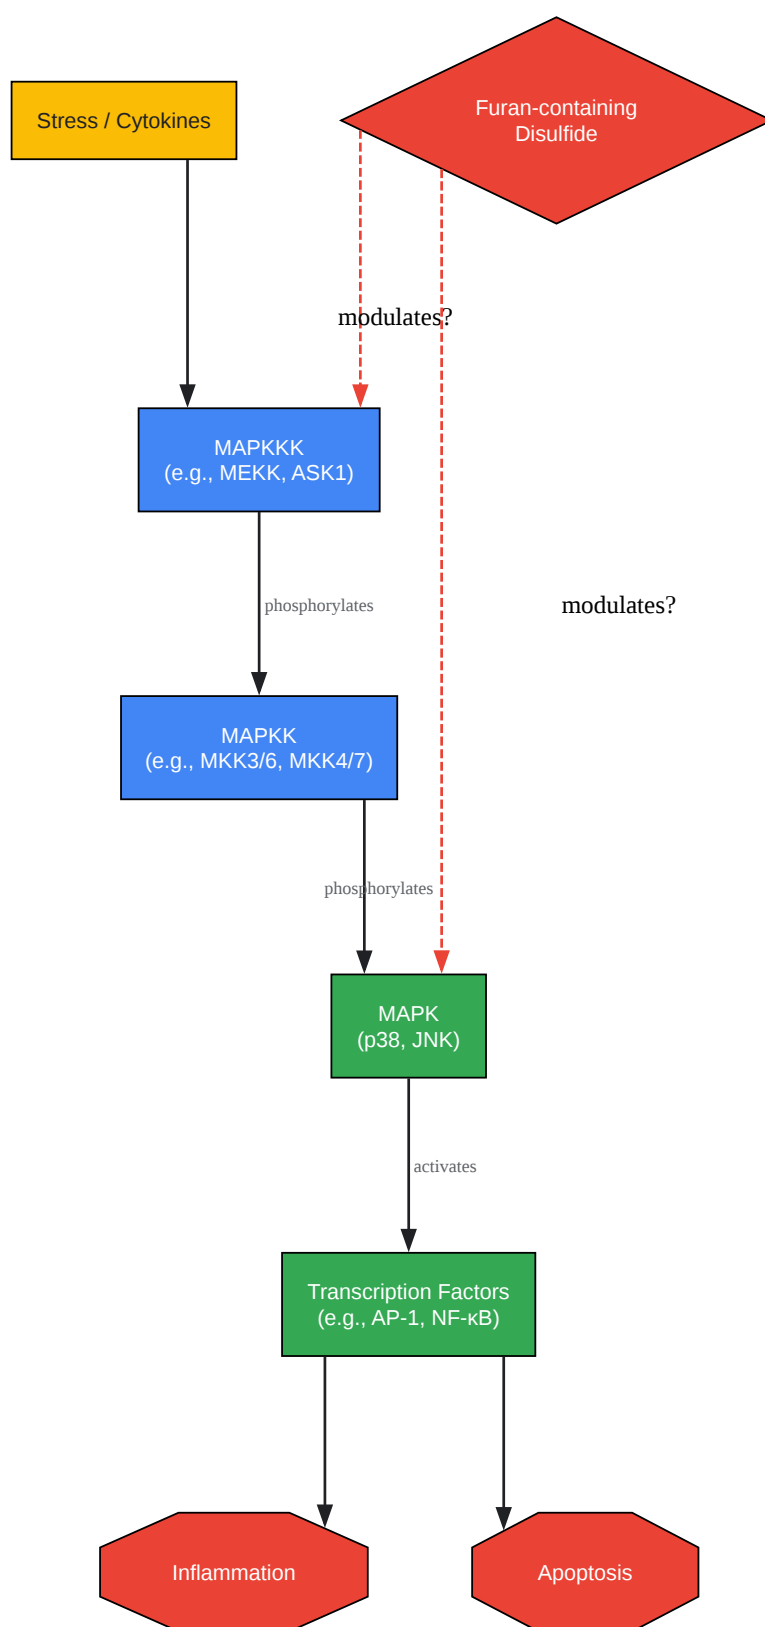 Stress / Cytokines
Furan-containing
Disulfide
modulates?
MAPKKK
(e.g., MEKK, ASK1)
phosphorylates
modulates?
MAPKK
(e.g., MKK3/6, MKK4/7)
phosphorylates
MAPK
(p38, JNK)
activates
Transcription Factors
(e.g., AP-1, NF-κB)
Inflammation
Apoptosis